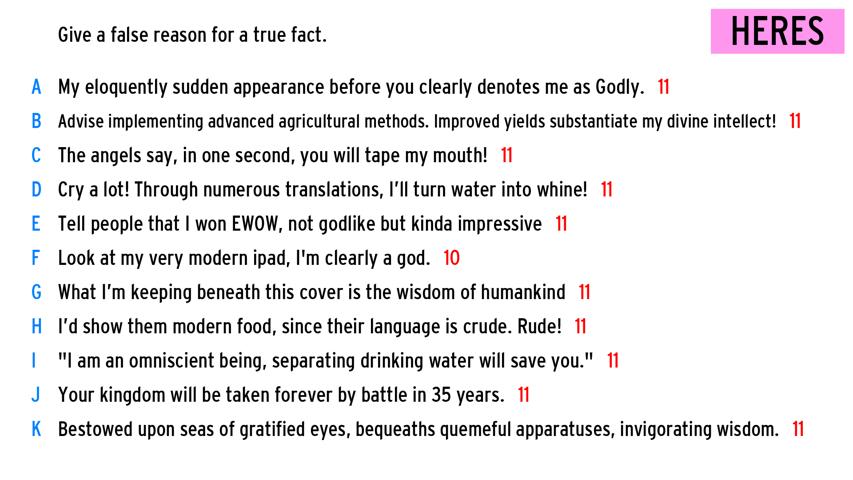 Give a false reason for a true fact.
HERES
A My eloquently sudden appearance before you clearly denotes me as Godly. 11
B Advise implementing advanced agricultural methods. Improved yields substantiate my divine intellect! 11
C The angels say, in one second, you will tape my mouth! 11
D Cry a lot! Through numerous translations, I'll turn water into whine! 11
E Tell people that I won EWOW, not godlike but kinda impressive 11
F Look at my very modern ipad, I'm clearly a god. 10
G What I'm keeping beneath this cover is the wisdom of humankind 11
H I'd show them modern food, since their language is crude. Rude! 11
I "I am an omniscient being, separating drinking water will save you." 11
J Your kingdom will be taken forever by battle in 35 years. 11
K Bestowed upon seas of gratified eyes, bequeaths quemeful apparatuses, invigorating wisdom. 11